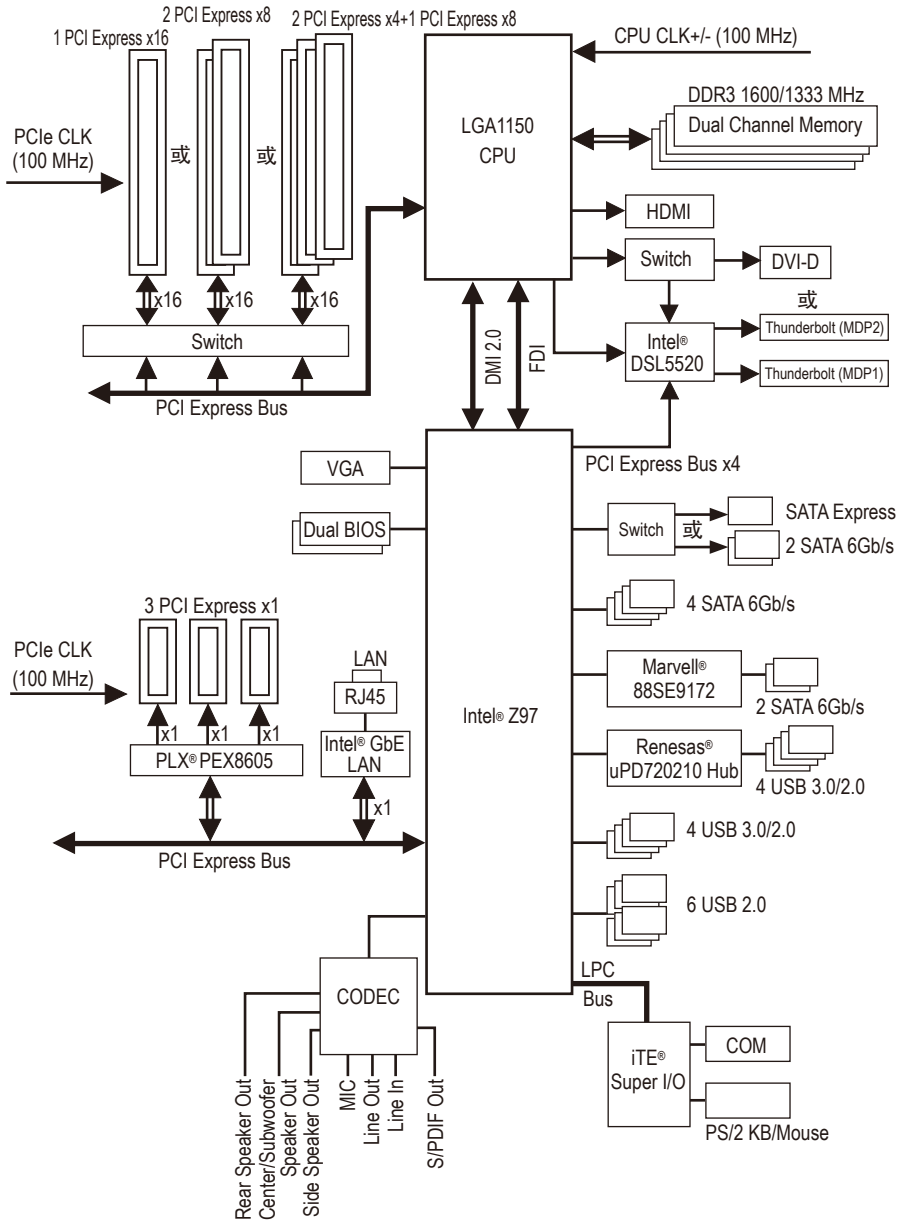 1 PCI Express x16
2 PCI Express x8
2 PCI Express x4+1 PCI Express x8
PCIe CLK
(100 MHz)
或
或
x16
x16
x16
Switch
PCI Express Bus
CPU CLK+/- (100 MHz)
LGA1150
CPU
DDR3 1600/1333 MHz
Dual Channel Memory
HDMI
Switch
DVI-D
或
Intel®
DSL5520
Thunderbolt (MDP2)
Thunderbolt (MDP1)
DMI 2.0
FDI
PCI Express Bus x4
VGA
Dual BIOS
Intel® Z97
Switch
或
SATA Express
2 SATA 6Gb/s
4 SATA 6Gb/s
Marvell®
88SE9172
2 SATA 6Gb/s
Renesas®
uPD720210 Hub
4 USB 3.0/2.0
4 USB 3.0/2.0
6 USB 2.0
3 PCI Express x1
PCIe CLK
(100 MHz)
x1
x1
x1
PLX® PEX8605
LAN
RJ45
Intel® GbE
LAN
x1
PCI Express Bus
CODEC
Rear Speaker Out
Center/Subwoofer
Speaker Out
Side Speaker Out
MIC
Line Out
Line In
S/PDIF Out
LPC
Bus
iTE®
Super I/O
COM
PS/2 KB/Mouse